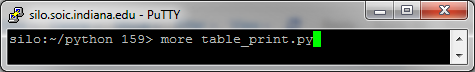 silo.soic.indiana.edu - PuTTY
silo:~/python 159> more table_print.py